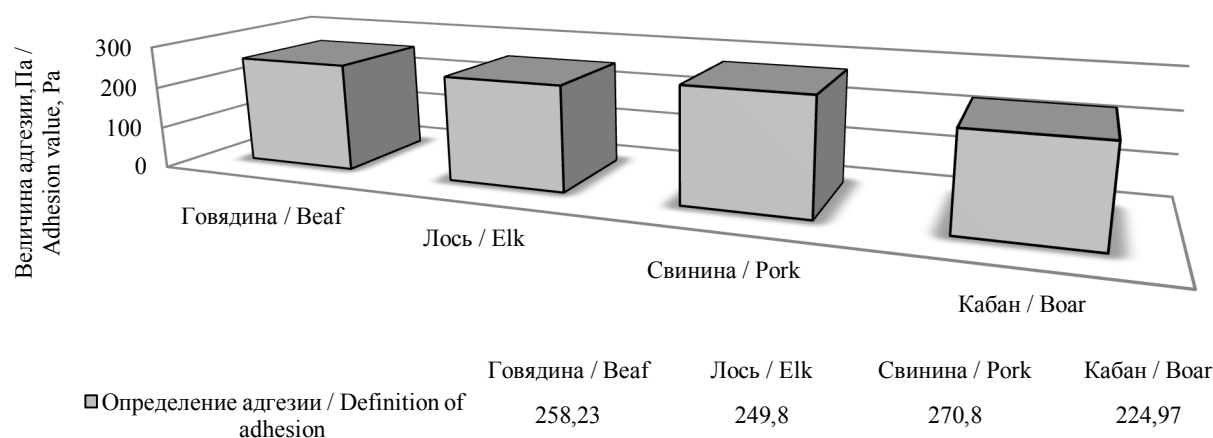 Величина адгезии,Па /
Adhesion value, Pa
300
200
100
0
Говядина / Beaf
Лось / Elk
Свинина / Pork
Кабан / Boar
Говядина / Beaf Лось / Elk Свинина / Pork Кабан / Boar
Определение адгезии / Definition of
adhesion
258,23 249,8 270,8 224,97